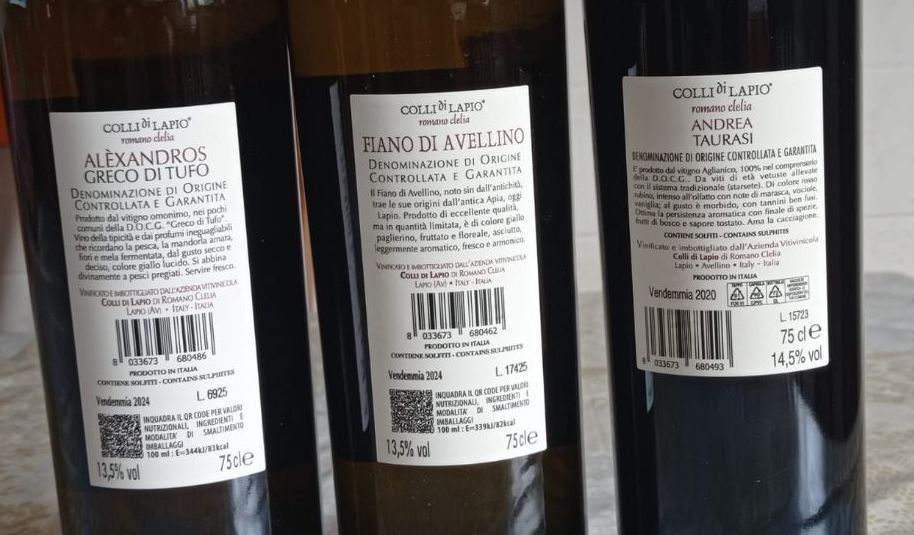 COLLI di LAPIO®
romano clelia
ALÈXANDROS
GRECO DI TUFO
DENOMINAZIONE DI ORIGINE
CONTROLLATA E GARANTITA
Prodotto dal vitigno omonimo, nei pochi
comuni della D.O.C.G. "Greco di Tufo".
Vino della tipicità e dai profumi ineguagliabili
che ricordano la pesca, la mandorla amara,
fiori e mela fermentata, dal gusto secco e
deciso, colore giallo lucido. Si abbina
divinamente a pesci pregiati. Servire fresco.
VINIFICATO E IMBOTTIGLIATO DALL'AZIENDA VITIVINICOLA
COLLI DI LAPIO DI ROMANO CLELIA
LAPIO (AV) • ITALY - ITALIA
8 033673 680486
PRODOTTO IN ITALIA
CONTIENE SOLFITI - CONTAINS SULPHITES
Vendemmia 2024 L. 6925
INQUADRA IL QR CODE PER VALORI
NUTRIZIONALI, INGREDIENTI E
MODALITA' DI SMALTIMENTO
IMBALLAGGI
100 ml : E=344kJ/83kcal
13,5% vol 75cl e
COLLI di LAPIO®
romano clelia
FIANO DI AVELLINO
DENOMINAZIONE DI ORIGINE
CONTROLLATA E GARANTITA
Il Fiano di Avellino, noto sin dall'antichità,
trae le sue origini dall'antica Apia, oggi
Lapio. Prodotto di eccellente qualità,
ma in quantità limitata, è di colore giallo
paglierino, fruttato e floreale, asciutto,
leggermente aromatico, fresco e armonico.
VINIFICATO E IMBOTTIGLIATO DALL'AZIENDA VITIVINICOLA
COLLI DI LAPIO DI ROMANO CLELIA
LAPIO (AV) • ITALY - ITALIA
8 033673 680462
PRODOTTO IN ITALIA
CONTIENE SOLFITI - CONTAINS SULPHITES
Vendemmia 2024 L. 17425
INQUADRA IL QR CODE PER VALORI
NUTRIZIONALI, INGREDIENTI E
MODALITA' DI SMALTIMENTO
IMBALLAGGI
100 ml : E=339kJ/82kcal
13,5% vol 75cl e
COLLI di LAPIO®
romano clelia
ANDREA
TAURASI
DENOMINAZIONE DI ORIGINE CONTROLLATA E GARANTITA
E' prodotto dal vitigno Aglianico, 100% nel comprensorio
della D.O.C.G.. Da viti di età vetuste allevate
con il sistema tradizionale (starsete). Di colore rosso
rubino, intenso all'olfatto con note di marasca, viole,
vaniglia; al gusto è morbido, con tannini ben fusi.
Ottima la persistenza aromatica con finale di spezie,
frutti di bosco e sapore tostato. Ama la cacciagione.
CONTIENE SOLFITI - CONTAINS SULPHITES
Vinificato e imbottigliato dall'Azienda Vitivinicola
Colli di Lapio di Romano Clelia
Lapio • Avellino • Italy - Italia
PRODOTTO IN ITALIA
Vendemmia 2020
L. 15723
8 033673 680493
75 cl e
14,5% vol